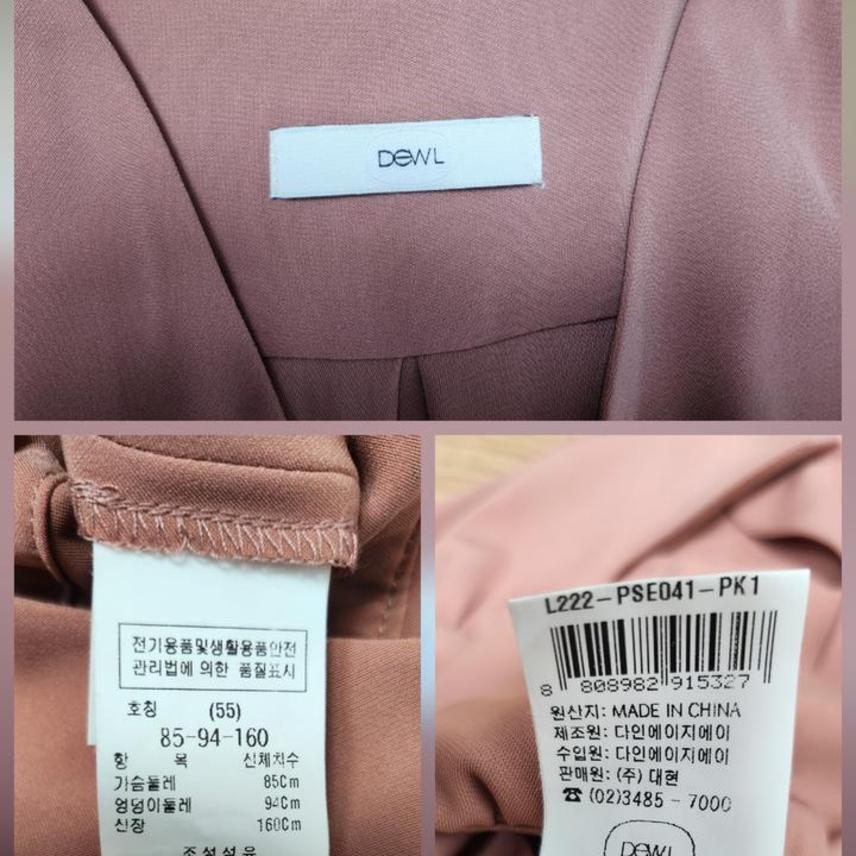 DEWL
전기용품및생활용품안전
관리법에 의한 품질표시
호칭 (55)
85-94-160
항 목 신체치수
가슴둘레 85Cm
엉덩이둘레 94Cm
신장 160Cm
조성섬유
L222-PSE041-PK1
8 808982 915327
원산지: MADE IN CHINA
제조원: 다인에이지에이
수입원: 다인에이지에이
판매원: (주) 대현
☎ (02)3485-7000
DEWL